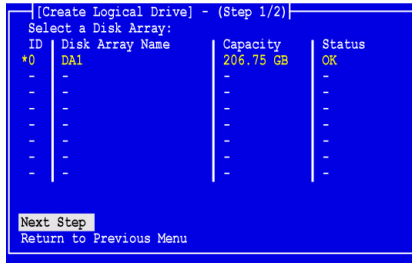 [Create Logical Drive] - (Step 1/2)
Select a Disk Array:
ID Disk Array Name Capacity Status
*0 DA1 206.75 GB OK
- - - -
- - - -
- - - -
- - - -
- - - -
- - - -
- - - -
Next Step
Return to Previous Menu